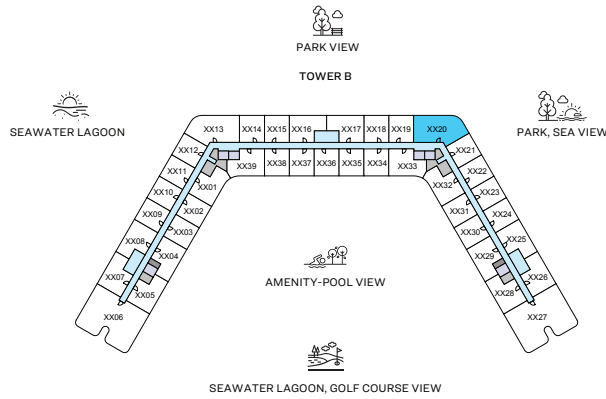 PARK VIEW
TOWER B
SEAWATER LAGOON
PARK, SEA VIEW
XX13
XX14
XX15
XX16
XX17
XX18
XX19
XX20
XX12
XX21
XX11
XX01
XX39
XX38
XX37
XX36
XX35
XX34
XX33
XX32
XX22
XX10
XX02
XX31
XX23
XX09
XX03
XX30
XX24
XX08
XX04
XX29
XX25
XX07
XX05
XX28
XX26
XX06
XX27
AMENITY-POOL VIEW
SEAWATER LAGOON, GOLF COURSE VIEW